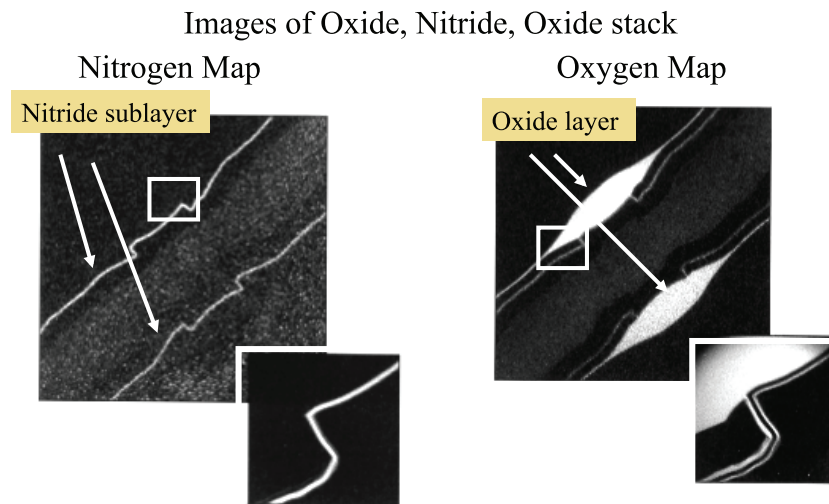 Images of Oxide, Nitride, Oxide stack
Nitrogen Map
Oxygen Map
Nitride sublayer
Oxide layer